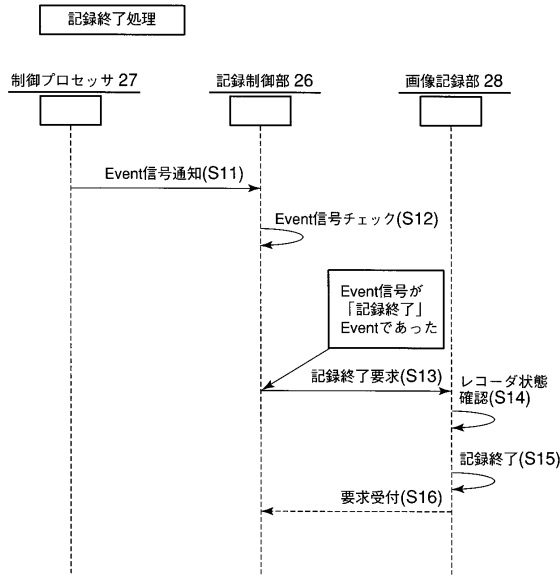 記録終了処理
制御プロセッサ 27
記録制御部 26
画像記録部 28
Event信号通知(S11)
Event信号チェック(S12)
Event信号が
「記録終了」
Eventであった
記録終了要求(S13)
レコーダ状態
確認(S14)
記録終了(S15)
要求受付(S16)